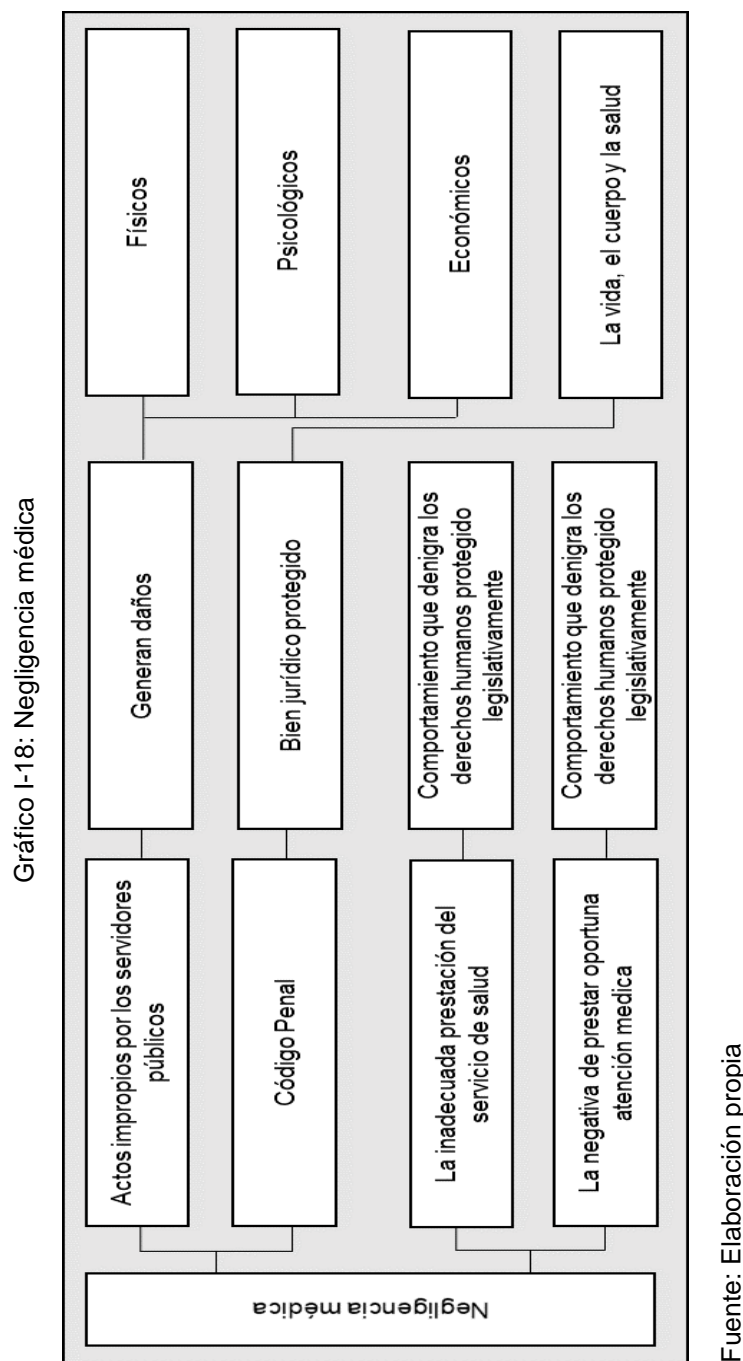 Gráfico I-18: Negligencia médica
Negligencia médica
Actos impropios por los servidores
públicos
Generan daños
Físicos
Psicológicos
Económicos
Código Penal
Bien jurídico protegido
La vida, el cuerpo y la salud
La inadecuada prestación del
servicio de salud
Comportamiento que denigra los
derechos humanos protegido
legislativamente
La negativa de prestar oportuna
atención medica
Comportamiento que denigra los
derechos humanos protegido
legislativamente
Fuente: Elaboración propia